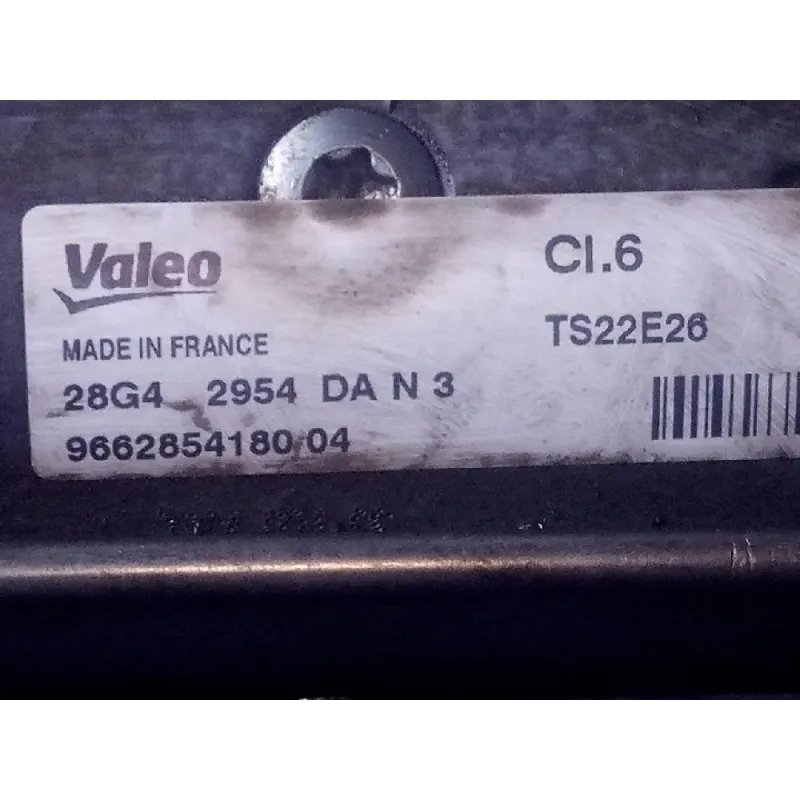 Valeo
MADE IN FRANCE
28G4 2954 DA N 3
9662854180/04
Cl.6
TS22E26